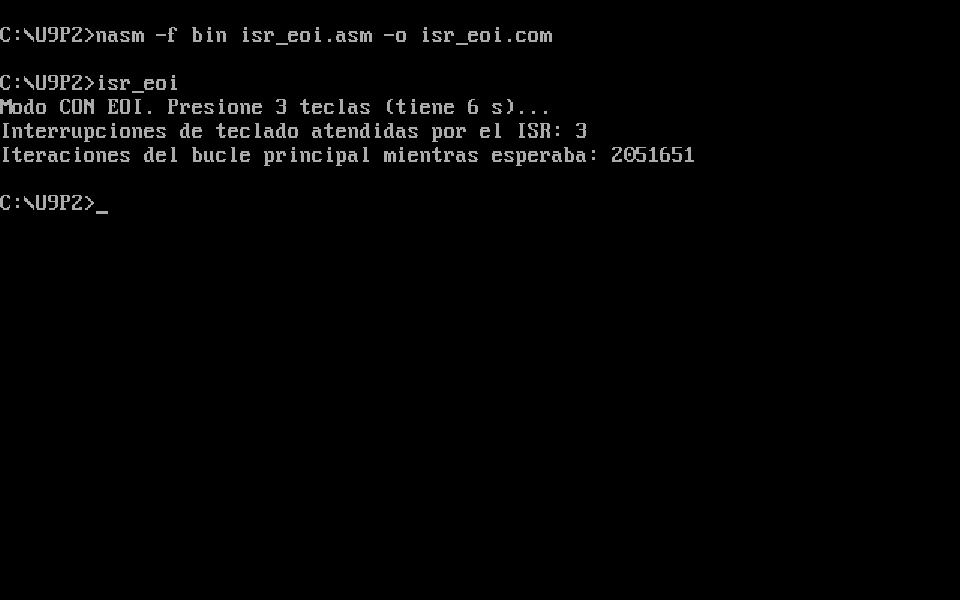 C:\U9P2>nasm -f bin isr_eoi.asm -o isr_eoi.com
C:\U9P2>isr_eoi
Modo CON EOI. Presione 3 teclas (tiene 6 s)...
Interrupciones de teclado atendidas por el ISR: 3
Iteraciones del bucle principal mientras esperaba: 2051651
C:\U9P2>_